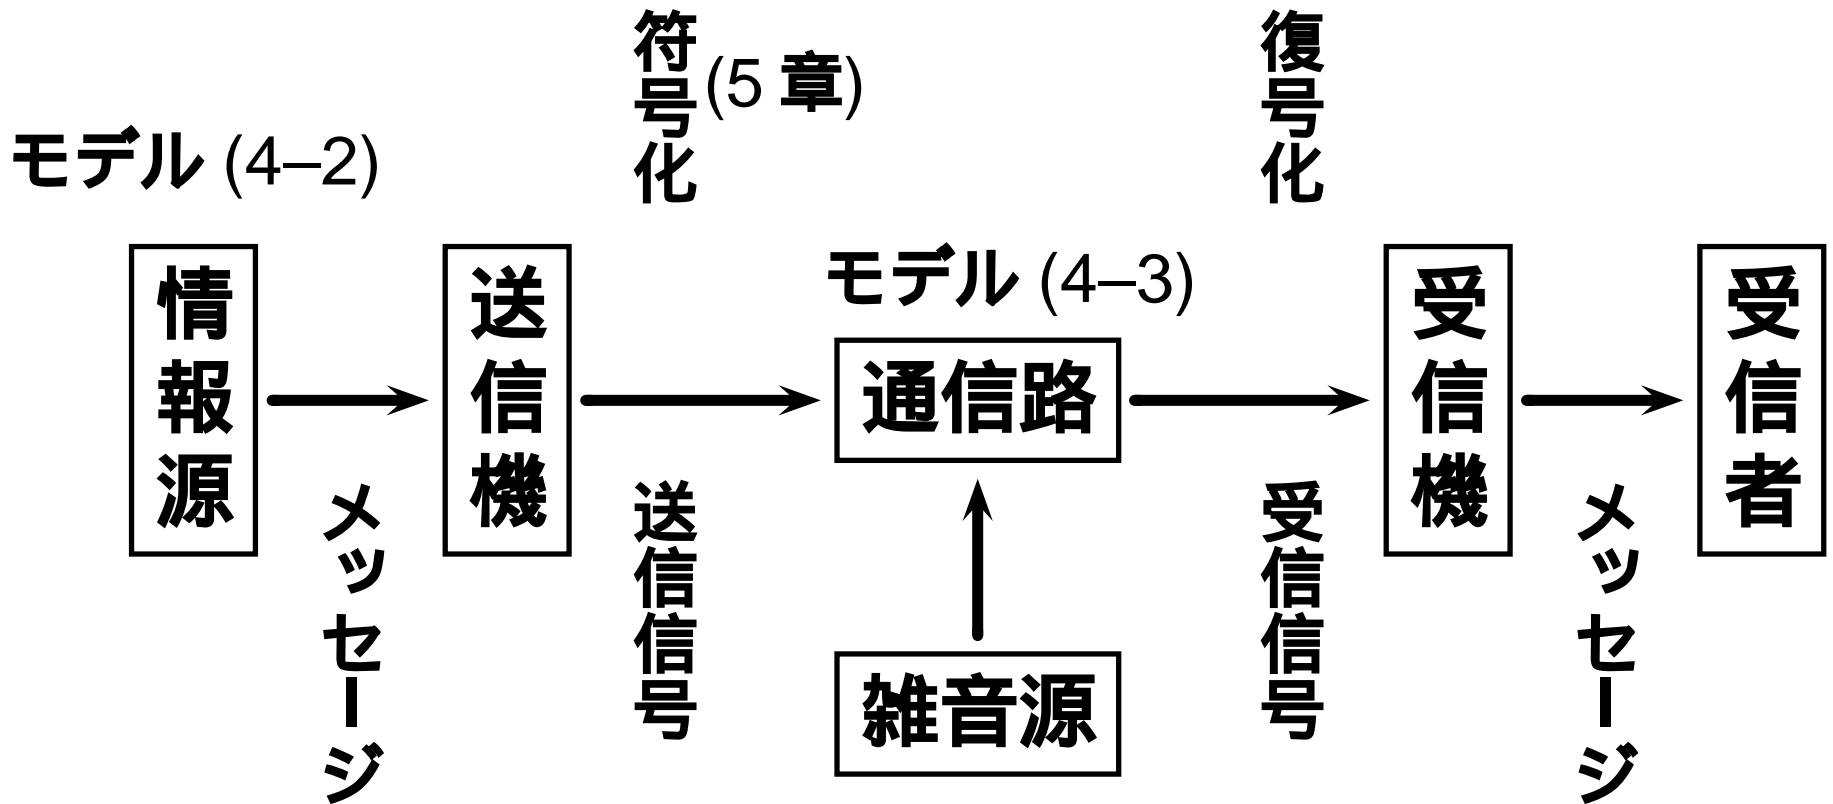 モデル (4–2)
情報源
メッセージ
送信機
符号化
(5 章)
送信信号
モデル (4–3)
通信路
雑音源
復号化
受信信号
受信機
メッセージ
受信者